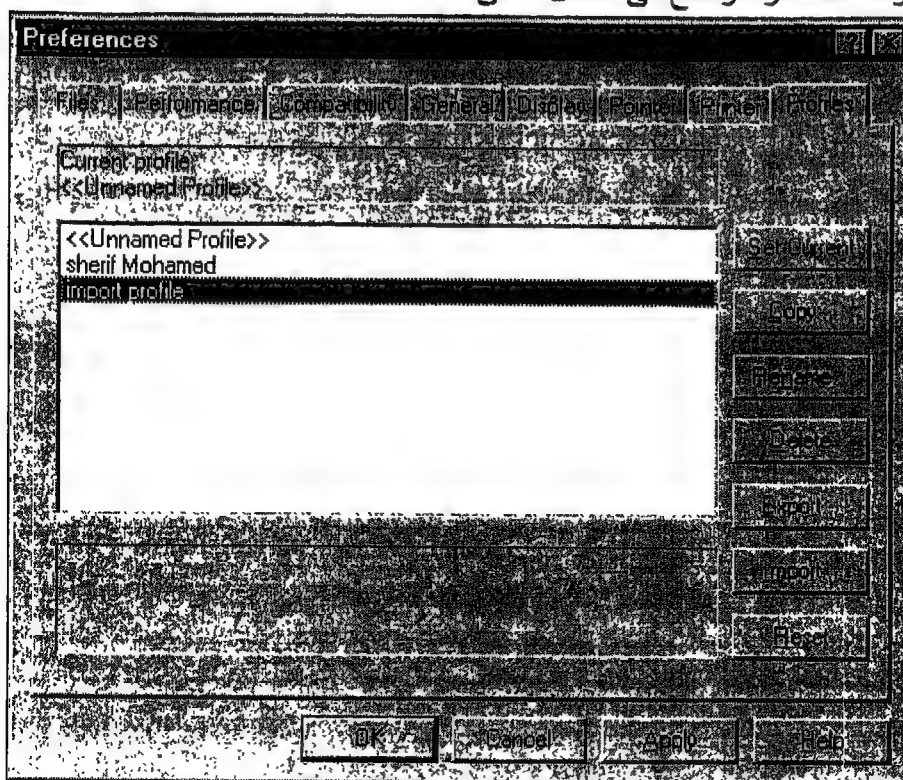 Preferences
Files Performance Compatibility General Display Pointer Printer Profiles
Current profile:
<<Unnamed Profile>>
<<Unnamed Profile>>
sherif Mohamed
import profile
Set Current
Copy...
Rename...
Delete
Export...
Import...
Reset
OK Cancel Apply Help